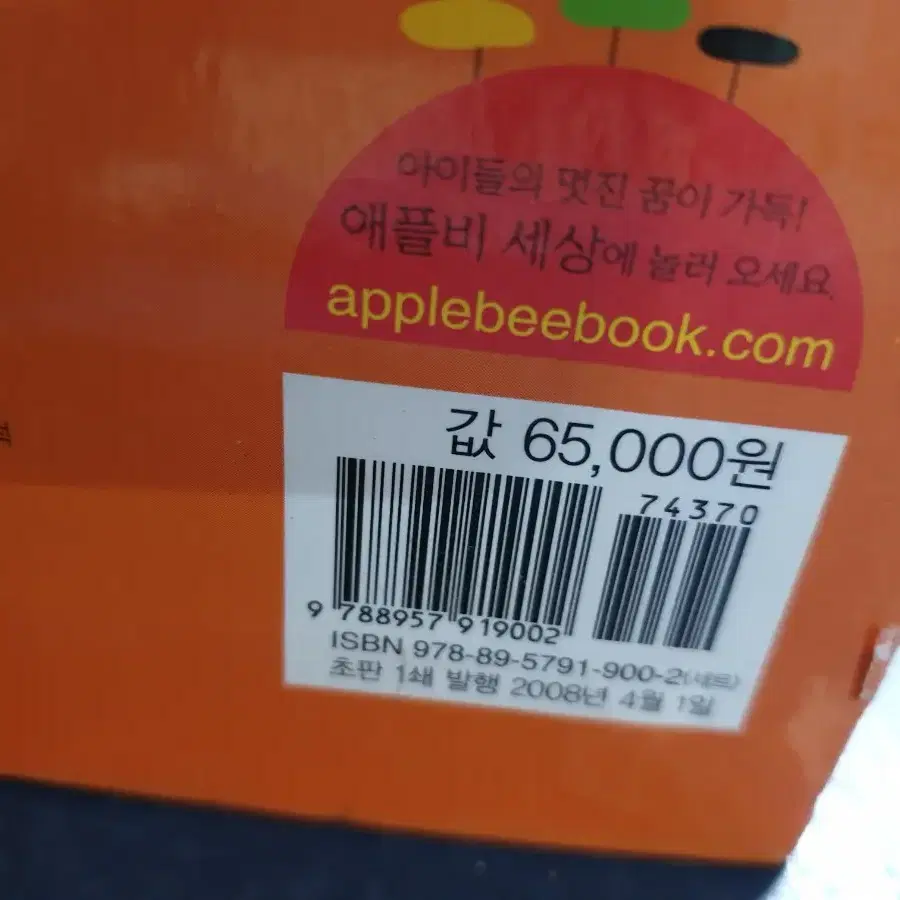 아이들의 멋진 꿈이 가득!
애플비 세상에 놀러 오세요
applebeebook.com
값 65,000원
74370
9 788957 919002
ISBN 978-89-5791-900-2(세트)
초판 1쇄 발행 2008년 4월 1일